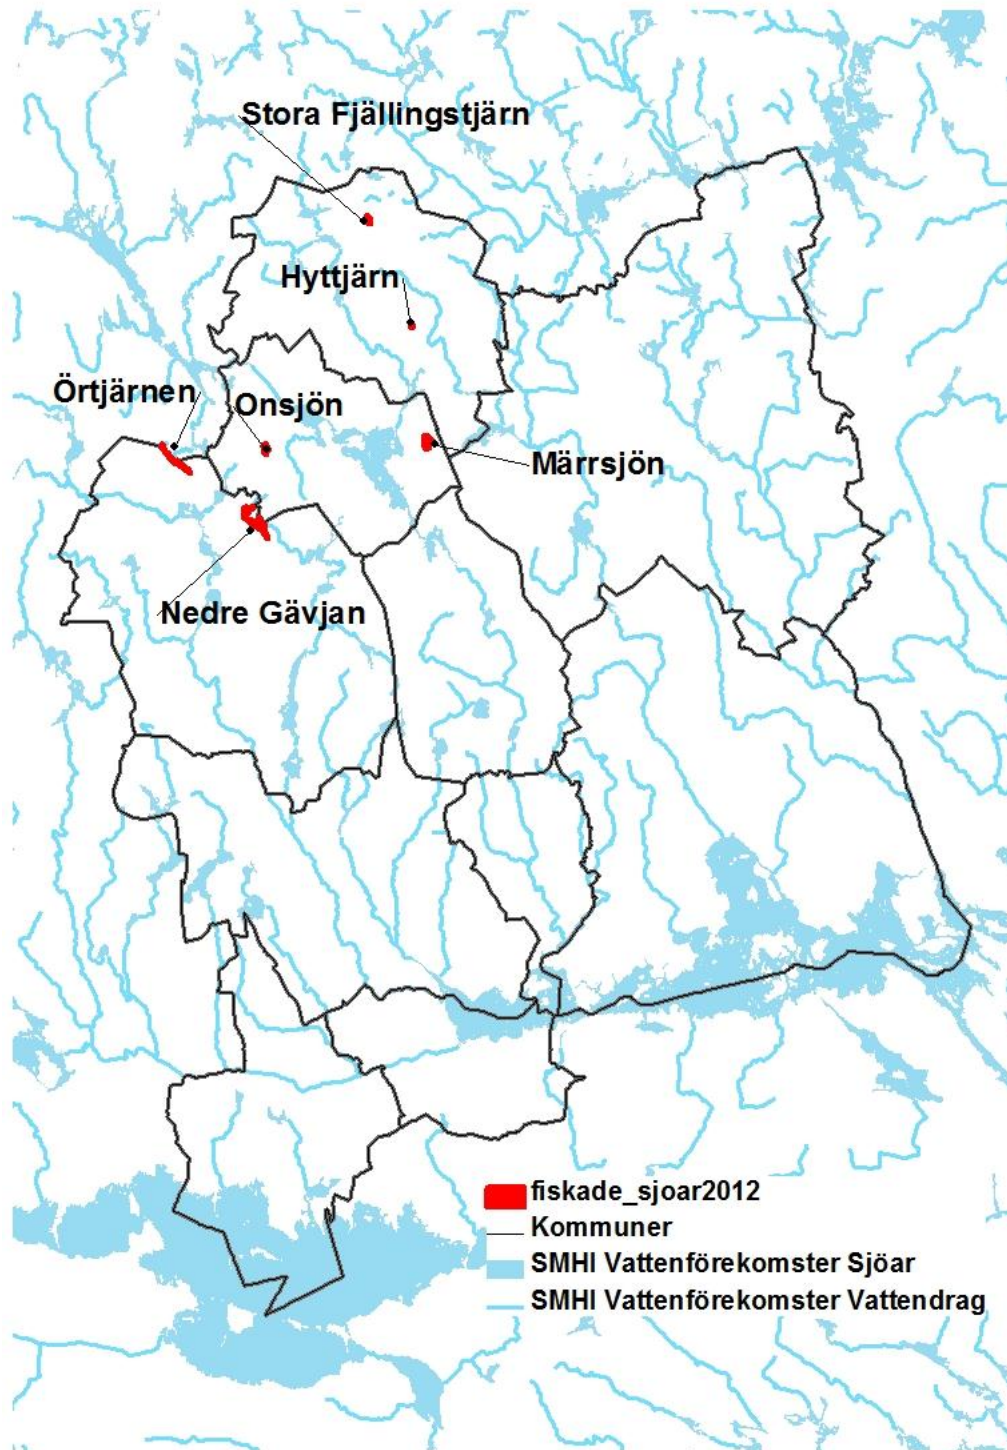 Stora Fjällingstjärn
Hyttjärn
Örtjärnen
Onsjön
Märrsjön
Nedre Gävjan
fiskade_sjoar2012
Kommuner
SMHI Vattenförekomster Sjöar
SMHI Vattenförekomster Vattendrag